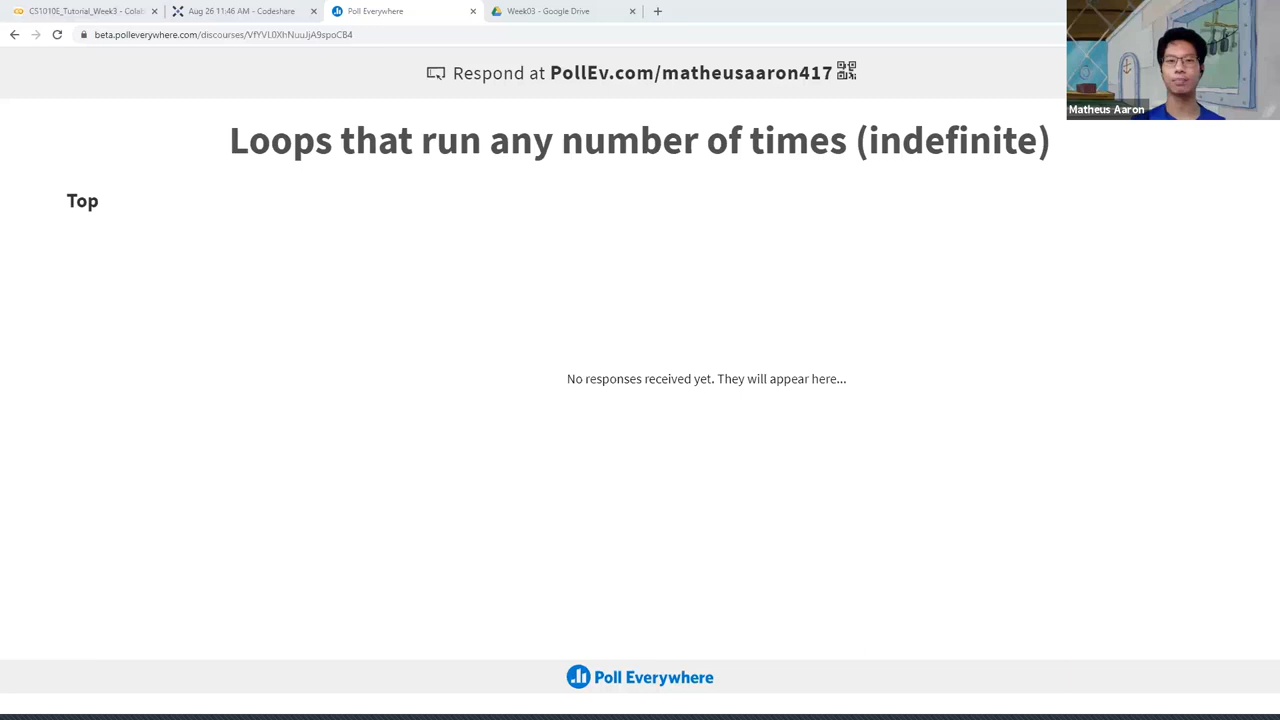 CS1010E_Tutorial_Week3 - Colab
Aug 26 11:46 AM - Codeshare
Poll Everywhere
Week03 - Google Drive
beta.polleverywhere.com/discourses/VfYVL0XhNuuJjA9spoCB4
Respond at PollEv.com/matheusaaron417
Matheus Aaron
Loops that run any number of times (indefinite)
Top
No responses received yet. They will appear here...
Poll Everywhere